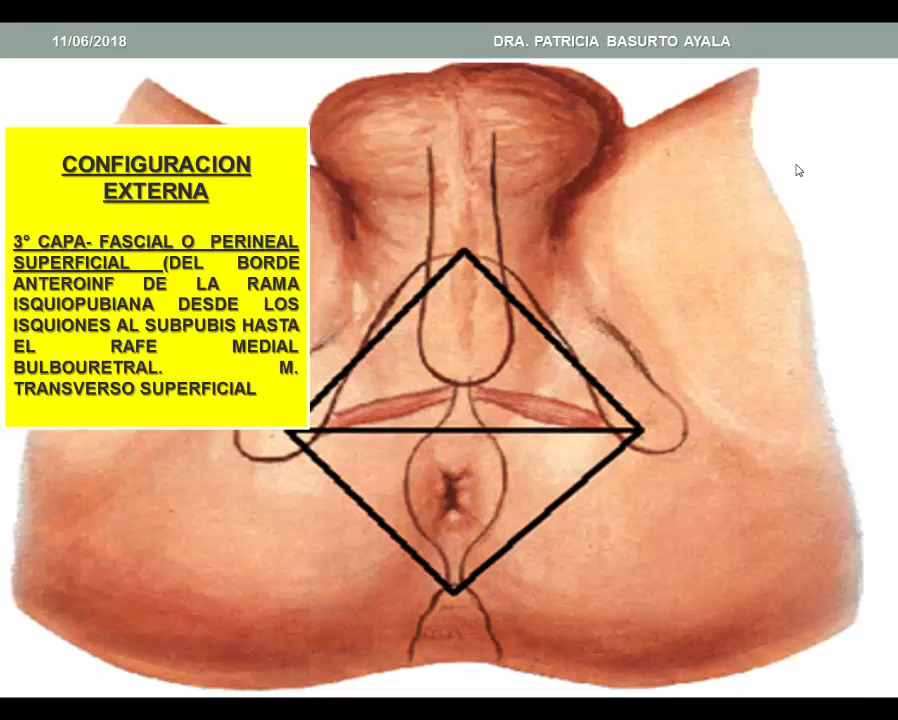 11/06/2018
DRA. PATRICIA BASURTO AYALA
CONFIGURACION
EXTERNA
3º CAPA- FASCIAL O PERINEAL
SUPERFICIAL (DEL BORDE
ANTEROINF DE LA RAMA
ISQUIOPUBIANA DESDE LOS
ISQUIONES AL SUBPUBIS HASTA
EL RAFE MEDIAL
BULBOURETRAL. M.
TRANSVERSO SUPERFICIAL